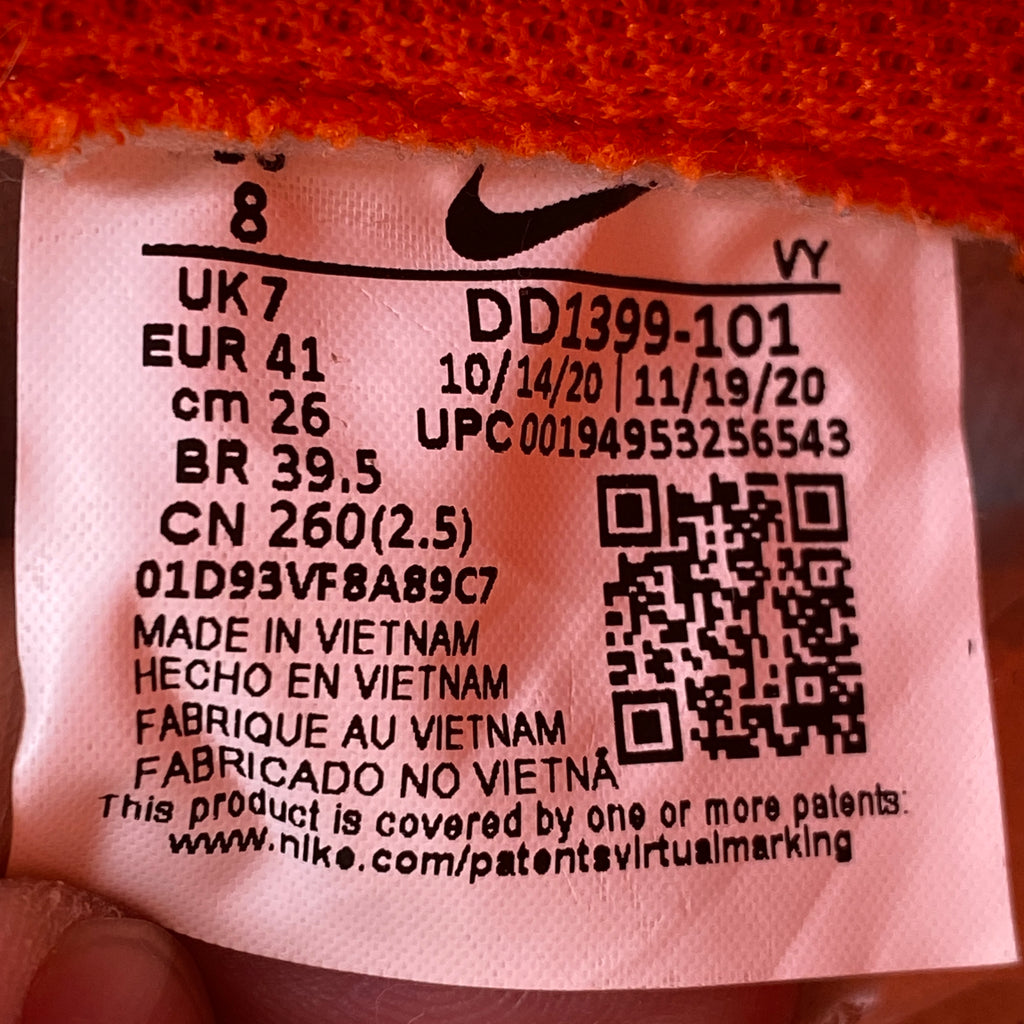 8
VY
UK 7
DD1399-101
EUR 41
10/14/20 | 11/19/20
cm 26
UPC 00194953256543
BR 39.5
CN 260(2.5)
01D93VF8A89C7
MADE IN VIETNAM
HECHO EN VIETNAM
FABRIQUE AU VIETNAM
FABRICADO NO VIETNÃ
This product is covered by one or more patents:
www.nike.com/patentsvirtualmarking